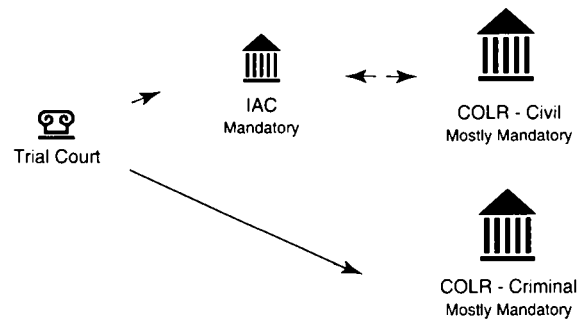 Trial Court
IAC
Mandatory
COLR - Civil
Mostly Mandatory
COLR - Criminal
Mostly Mandatory